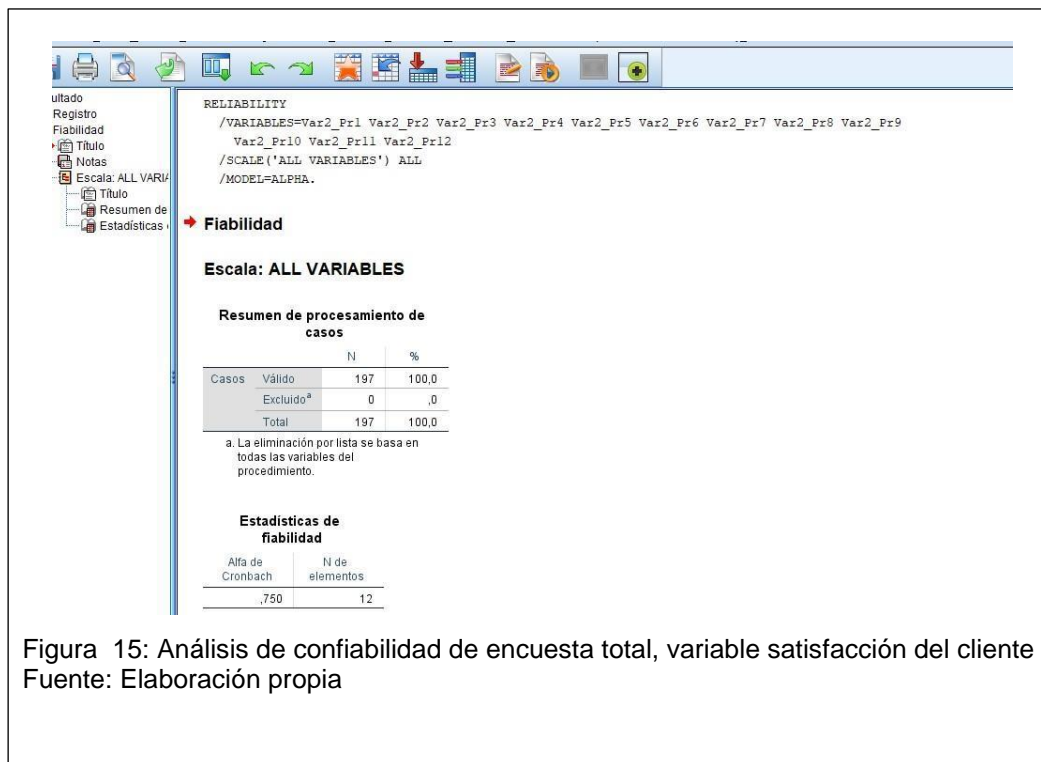 ultado
Registro
Fiabilidad
Título
Notas
Escala: ALL VARIA
Título
Resumen de
Estadísticas
RELIABILITY
/VARIABLES=Var2_Pr1 Var2_Pr2 Var2_Pr3 Var2_Pr4 Var2_Pr5 Var2_Pr6 Var2_Pr7 Var2_Pr8 Var2_Pr9
Var2_Pr10 Var2_Pr11 Var2_Pr12
/SCALE('ALL VARIABLES') ALL
/MODEL=ALPHA.
Fiabilidad
Escala: ALL VARIABLES
Resumen de procesamiento de
casos
N %
Casos Válido 197 100,0
Excluido a 0 ,0
Total 197 100,0
a. La eliminación por lista se basa en
todas las variables del
procedimiento.
Estadísticas de
fiabilidad
Alfa de N de
Cronbach elementos
,750 12
Figura 15: Análisis de confiabilidad de encuesta total, variable satisfacción del cliente
Fuente: Elaboración propia